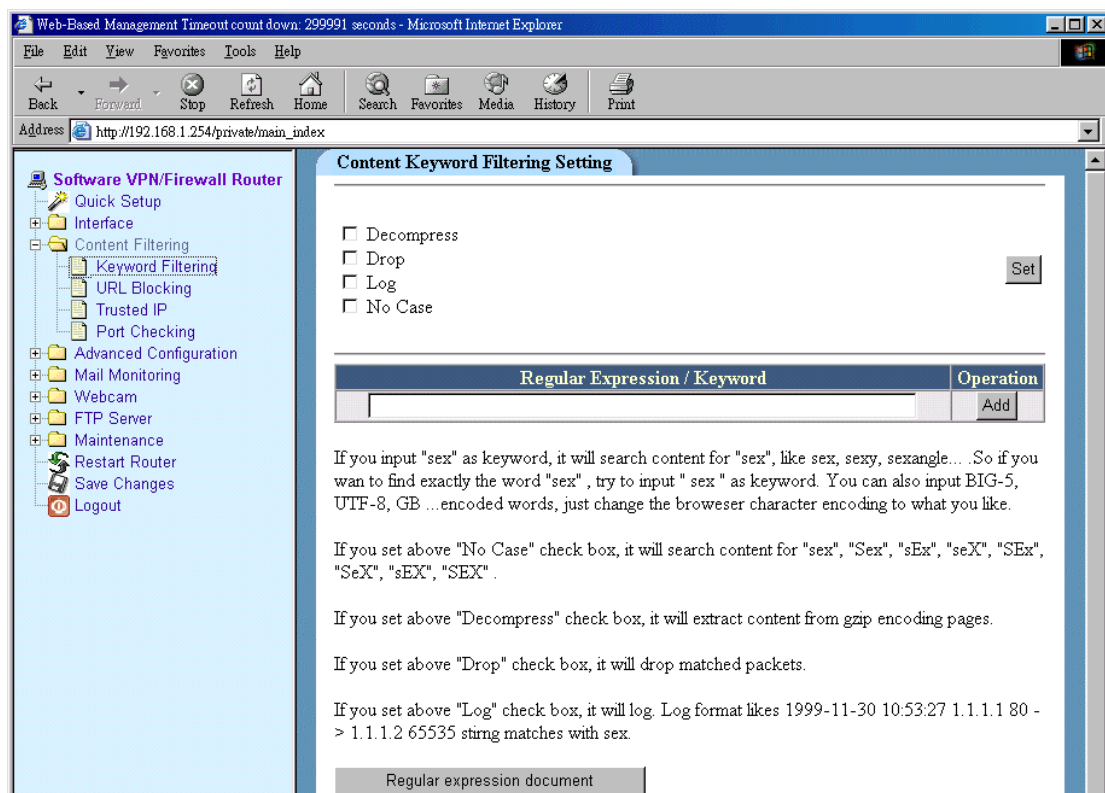 Web-Based Management Timeout count down: 299991 seconds - Microsoft Internet Explorer
File Edit View Favorites Tools Help
Back Forward Stop Refresh Home Search Favorites Media History Print
Address http://192.168.1.254/private/main_index
Software VPN/Firewall Router
Quick Setup
Interface
Content Filtering
Keyword Filtering
URL Blocking
Trusted IP
Port Checking
Advanced Configuration
Mail Monitoring
Webcam
FTP Server
Maintenance
Restart Router
Save Changes
Logout
Content Keyword Filtering Setting
Decompress
Drop
Log
No Case
Set
Regular Expression / Keyword Operation
Add
If you input "sex" as keyword, it will search content for "sex", like sex, sexy, sexangle... .So if you
wan to find exactly the word "sex" , try to input " sex " as keyword. You can also input BIG-5,
UTF-8, GB ...encoded words, just change the broweser character encoding to what you like.
If you set above "No Case" check box, it will search content for "sex", "Sex", "sEx", "seX", "SEx",
"SeX", "sEX", "SEX" .
If you set above "Decompress" check box, it will extract content from gzip encoding pages.
If you set above "Drop" check box, it will drop matched packets.
If you set above "Log" check box, it will log. Log format likes 1999-11-30 10:53:27 1.1.1.1 80 -
> 1.1.1.2 65535 stirng matches with sex.
Regular expression document